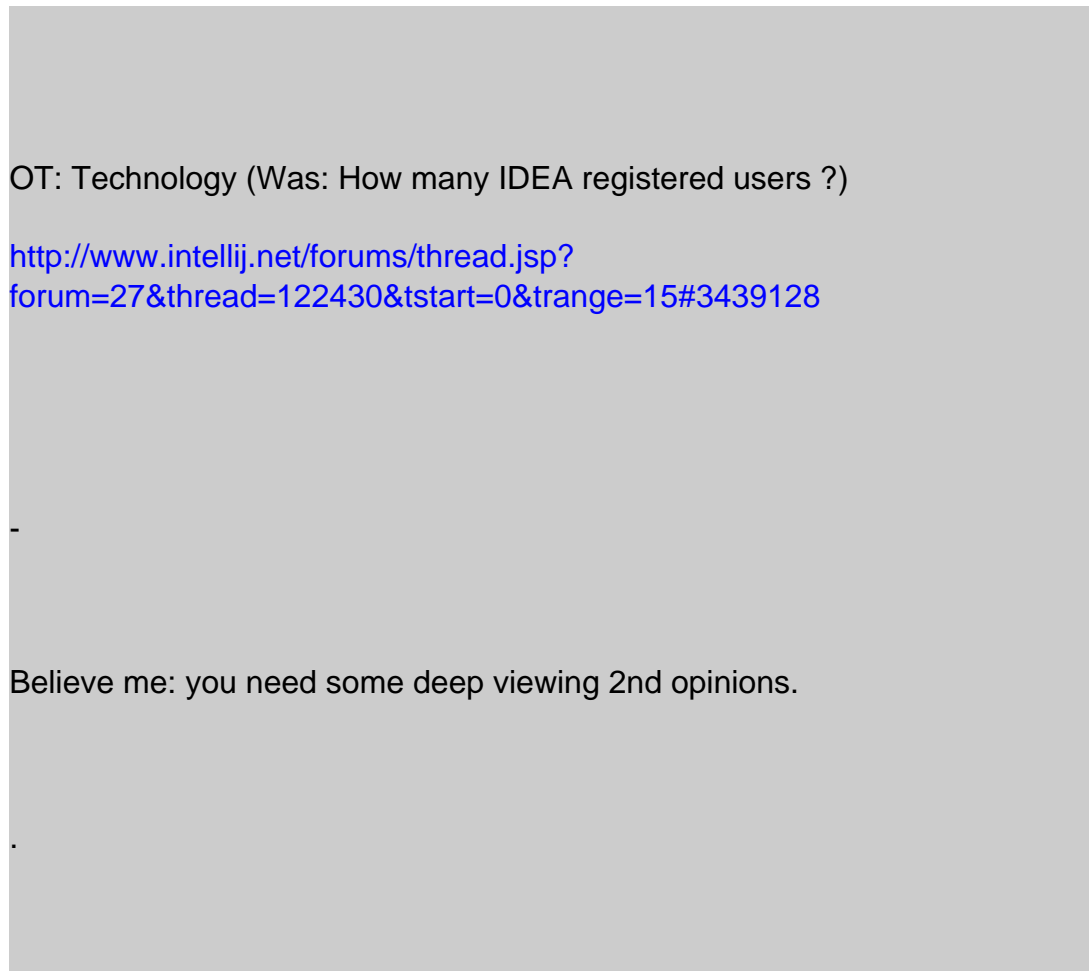 OT: Technology (Was: How many IDEA registered users ?)
http://www.intellij.net/forums/thread.jsp?
forum=27&thread=122430&tstart=0&trange=15#3439128
-
Believe me: you need some deep viewing 2nd opinions.
.